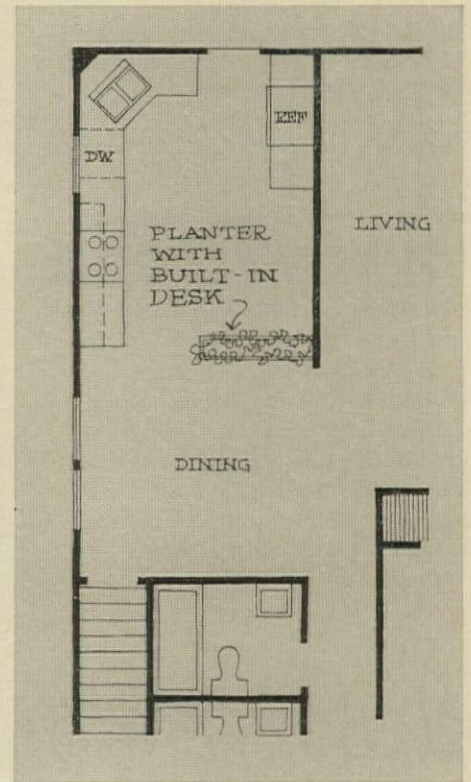 REF
DW
LIVING
PLANTER
WITH
BUILT-IN
DESK
DINING